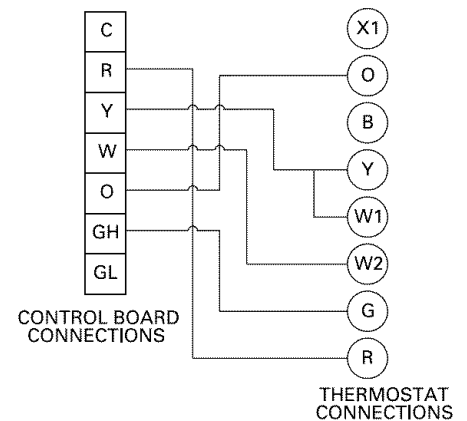 C
R
Y
W
O
GH
GL
CONTROL BOARD
CONNECTIONS
X1
O
B
Y
W1
W2
G
R
THERMOSTAT
CONNECTIONS